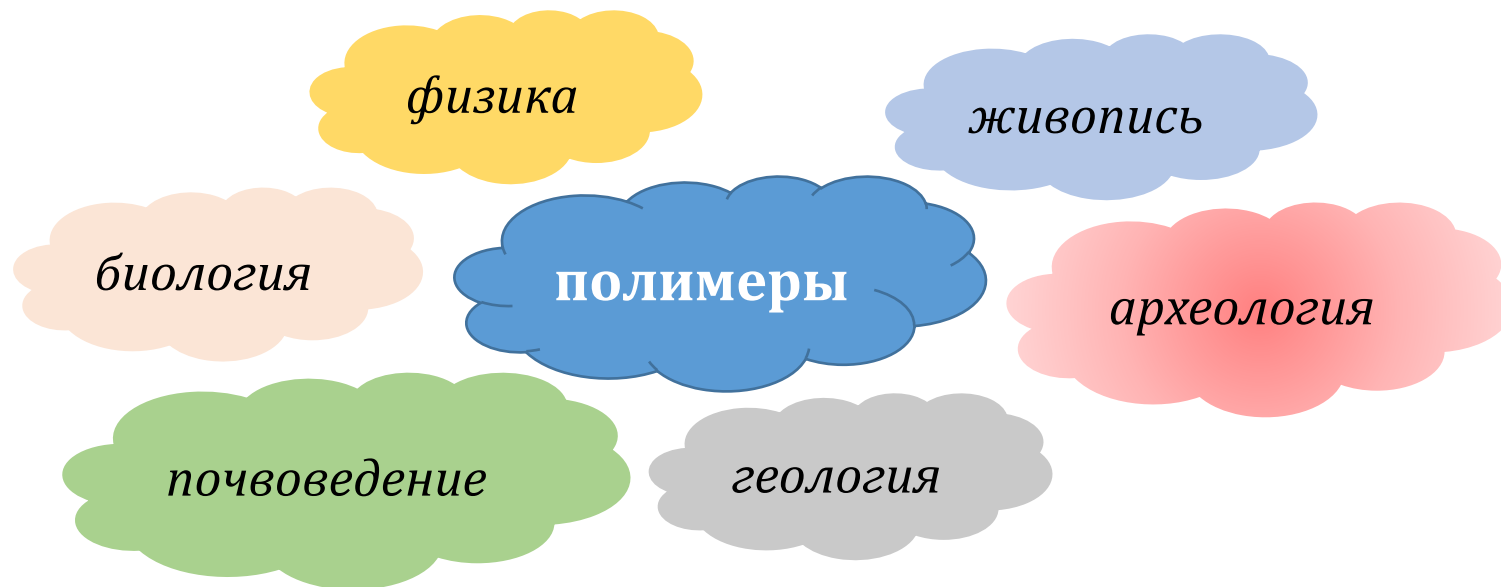 физика
живопись
биология
полимеры
археология
почвоведение
геология